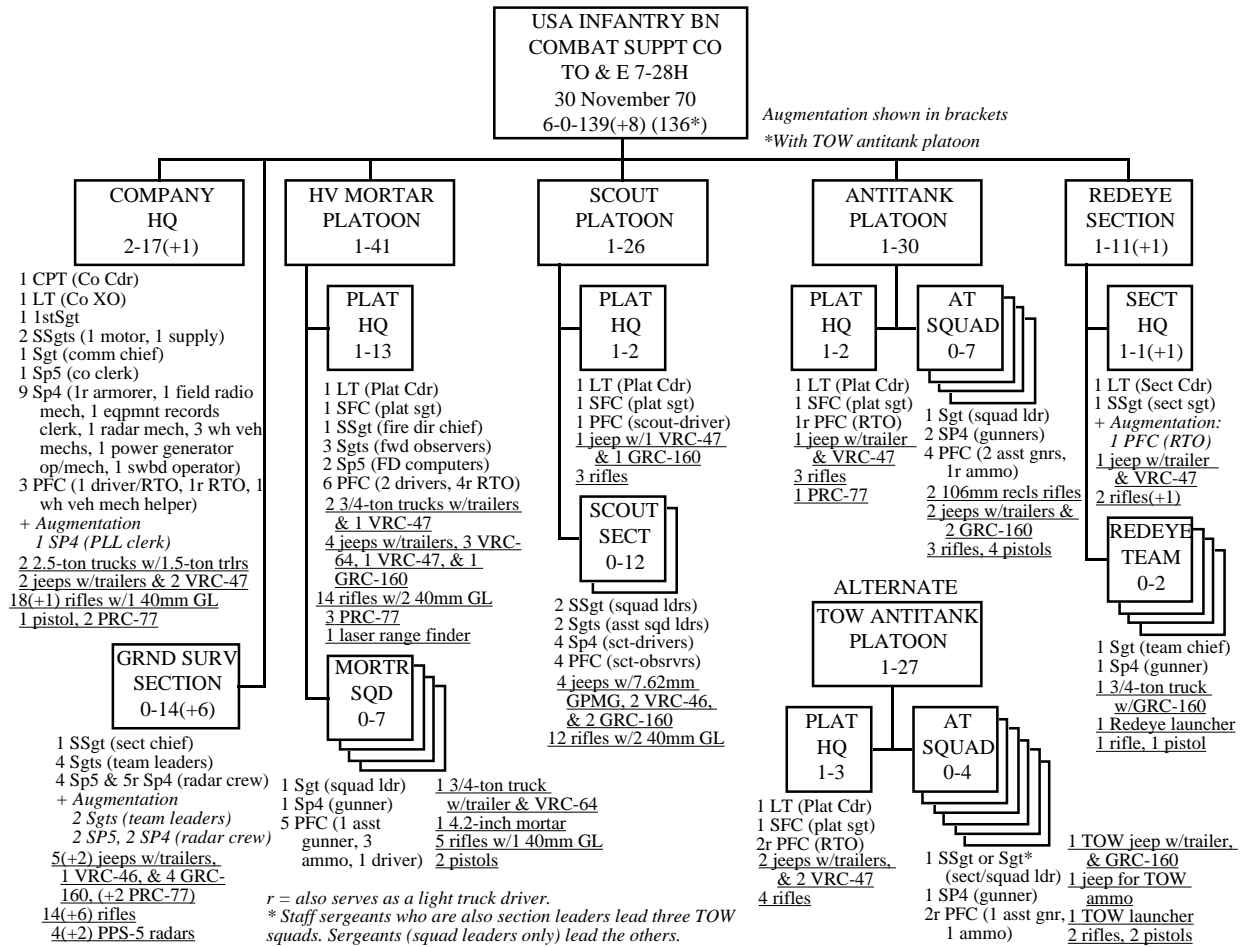 USA INFANTRY BN
COMBAT SUPPT CO
TO & E 7-28H
30 November 70
6-0-139(+8) (136*)
Augmentation shown in brackets
*With TOW antitank platoon
COMPANY
HQ
2-17(+1)
1 CPT (Co Cdr)
1 LT (Co XO)
1 1stSgt
2 SSgts (1 motor, 1 supply)
1 Sgt (comm chief)
1 Sp5 (co clerk)
9 Sp4 (1r armorer, 1 field radio
mech, 1 eqpmnt records
clerk, 1 radar mech, 3 wh veh
mechs, 1 power generator
op/mech, 1 swbd operator)
3 PFC (1 driver/RTO, 1r RTO, 1
wh veh mech helper)
+ Augmentation
1 SP4 (PLL clerk)
2 2.5-ton trucks w/1.5-ton trlrs
2 jeeps w/trailers & 2 VRC-47
18(+1) rifles w/1 40mm GL
1 pistol, 2 PRC-77
GRND SURV
SECTION
0-14(+6)
1 SSgt (sect chief)
4 Sgts (team leaders)
4 Sp5 & 5r Sp4 (radar crew)
+ Augmentation
2 Sgts (team leaders)
2 SP5, 2 SP4 (radar crew)
5(+2) jeeps w/trailers,
1 VRC-46, & 4 GRC-
160, (+2 PRC-77)
14(+6) rifles
4(+2) PPS-5 radars
HV MORTAR
PLATOON
1-41
PLAT
HQ
1-13
1 LT (Plat Cdr)
1 SFC (plat sgt)
1 SSgt (fire dir chief)
3 Sgts (fwd observers)
2 Sp5 (FD computers)
6 PFC (2 drivers, 4r RTO)
2 3/4-ton trucks w/trailers
& 1 VRC-47
4 jeeps w/trailers, 3 VRC-
64, 1 VRC-47, & 1
GRC-160
14 rifles w/2 40mm GL
3 PRC-77
1 laser range finder
MORTR
SQD
0-7
1 Sgt (squad ldr)
1 Sp4 (gunner)
5 PFC (1 asst
gunner, 3
ammo, 1 driver)
1 3/4-ton truck
w/trailer & VRC-64
1 4.2-inch mortar
5 rifles w/1 40mm GL
2 pistols
SCOUT
PLATOON
1-26
PLAT
HQ
1-2
1 LT (Plat Cdr)
1 SFC (plat sgt)
1 PFC (scout-driver)
1 jeep w/1 VRC-47
& 1 GRC-160
3 rifles
SCOUT
SECT
0-12
2 SSgt (squad ldrs)
2 Sgts (asst sqd ldrs)
4 Sp4 (sct-drivers)
4 PFC (sct-obsrvrs)
4 jeeps w/7.62mm
GPMG, 2 VRC-46,
& 2 GRC-160
12 rifles w/2 40mm GL
ANTITANK
PLATOON
1-30
PLAT
HQ
1-2
1 LT (Plat Cdr)
1 SFC (plat sgt)
1r PFC (RTO)
1 jeep w/trailer
& VRC-47
3 rifles
1 PRC-77
AT
SQUAD
0-7
1 Sgt (squad ldr)
2 SP4 (gunners)
4 PFC (2 asst gnrs,
1r ammo)
2 106mm recls rifles
2 jeeps w/trailers &
2 GRC-160
3 rifles, 4 pistols
ALTERNATE
TOW ANTITANK
PLATOON
1-27
PLAT
HQ
1-3
1 LT (Plat Cdr)
1 SFC (plat sgt)
2r PFC (RTO)
2 jeeps w/trailers,
& 2 VRC-47
4 rifles
AT
SQUAD
0-4
1 SSgt or Sgt*
(sect/squad ldr)
1 SP4 (gunner)
2r PFC (1 asst gnr,
1 ammo)
1 TOW jeep w/trailer,
& GRC-160
1 jeep for TOW
ammo
1 TOW launcher
2 rifles, 2 pistols
REDEYE
SECTION
1-11(+1)
SECT
HQ
1-1(+1)
1 LT (Sect Cdr)
1 SSgt (sect sgt)
+ Augmentation:
1 PFC (RTO)
1 jeep w/trailer
& VRC-47
2 rifles(+1)
REDEYE
TEAM
0-2
1 Sgt (team chief)
1 Sp4 (gunner)
1 3/4-ton truck
w/GRC-160
1 Redeye launcher
1 rifle, 1 pistol
r = also serves as a light truck driver.
* Staff sergeants who are also section leaders lead three TOW
squads. Sergeants (squad leaders only) lead the others.